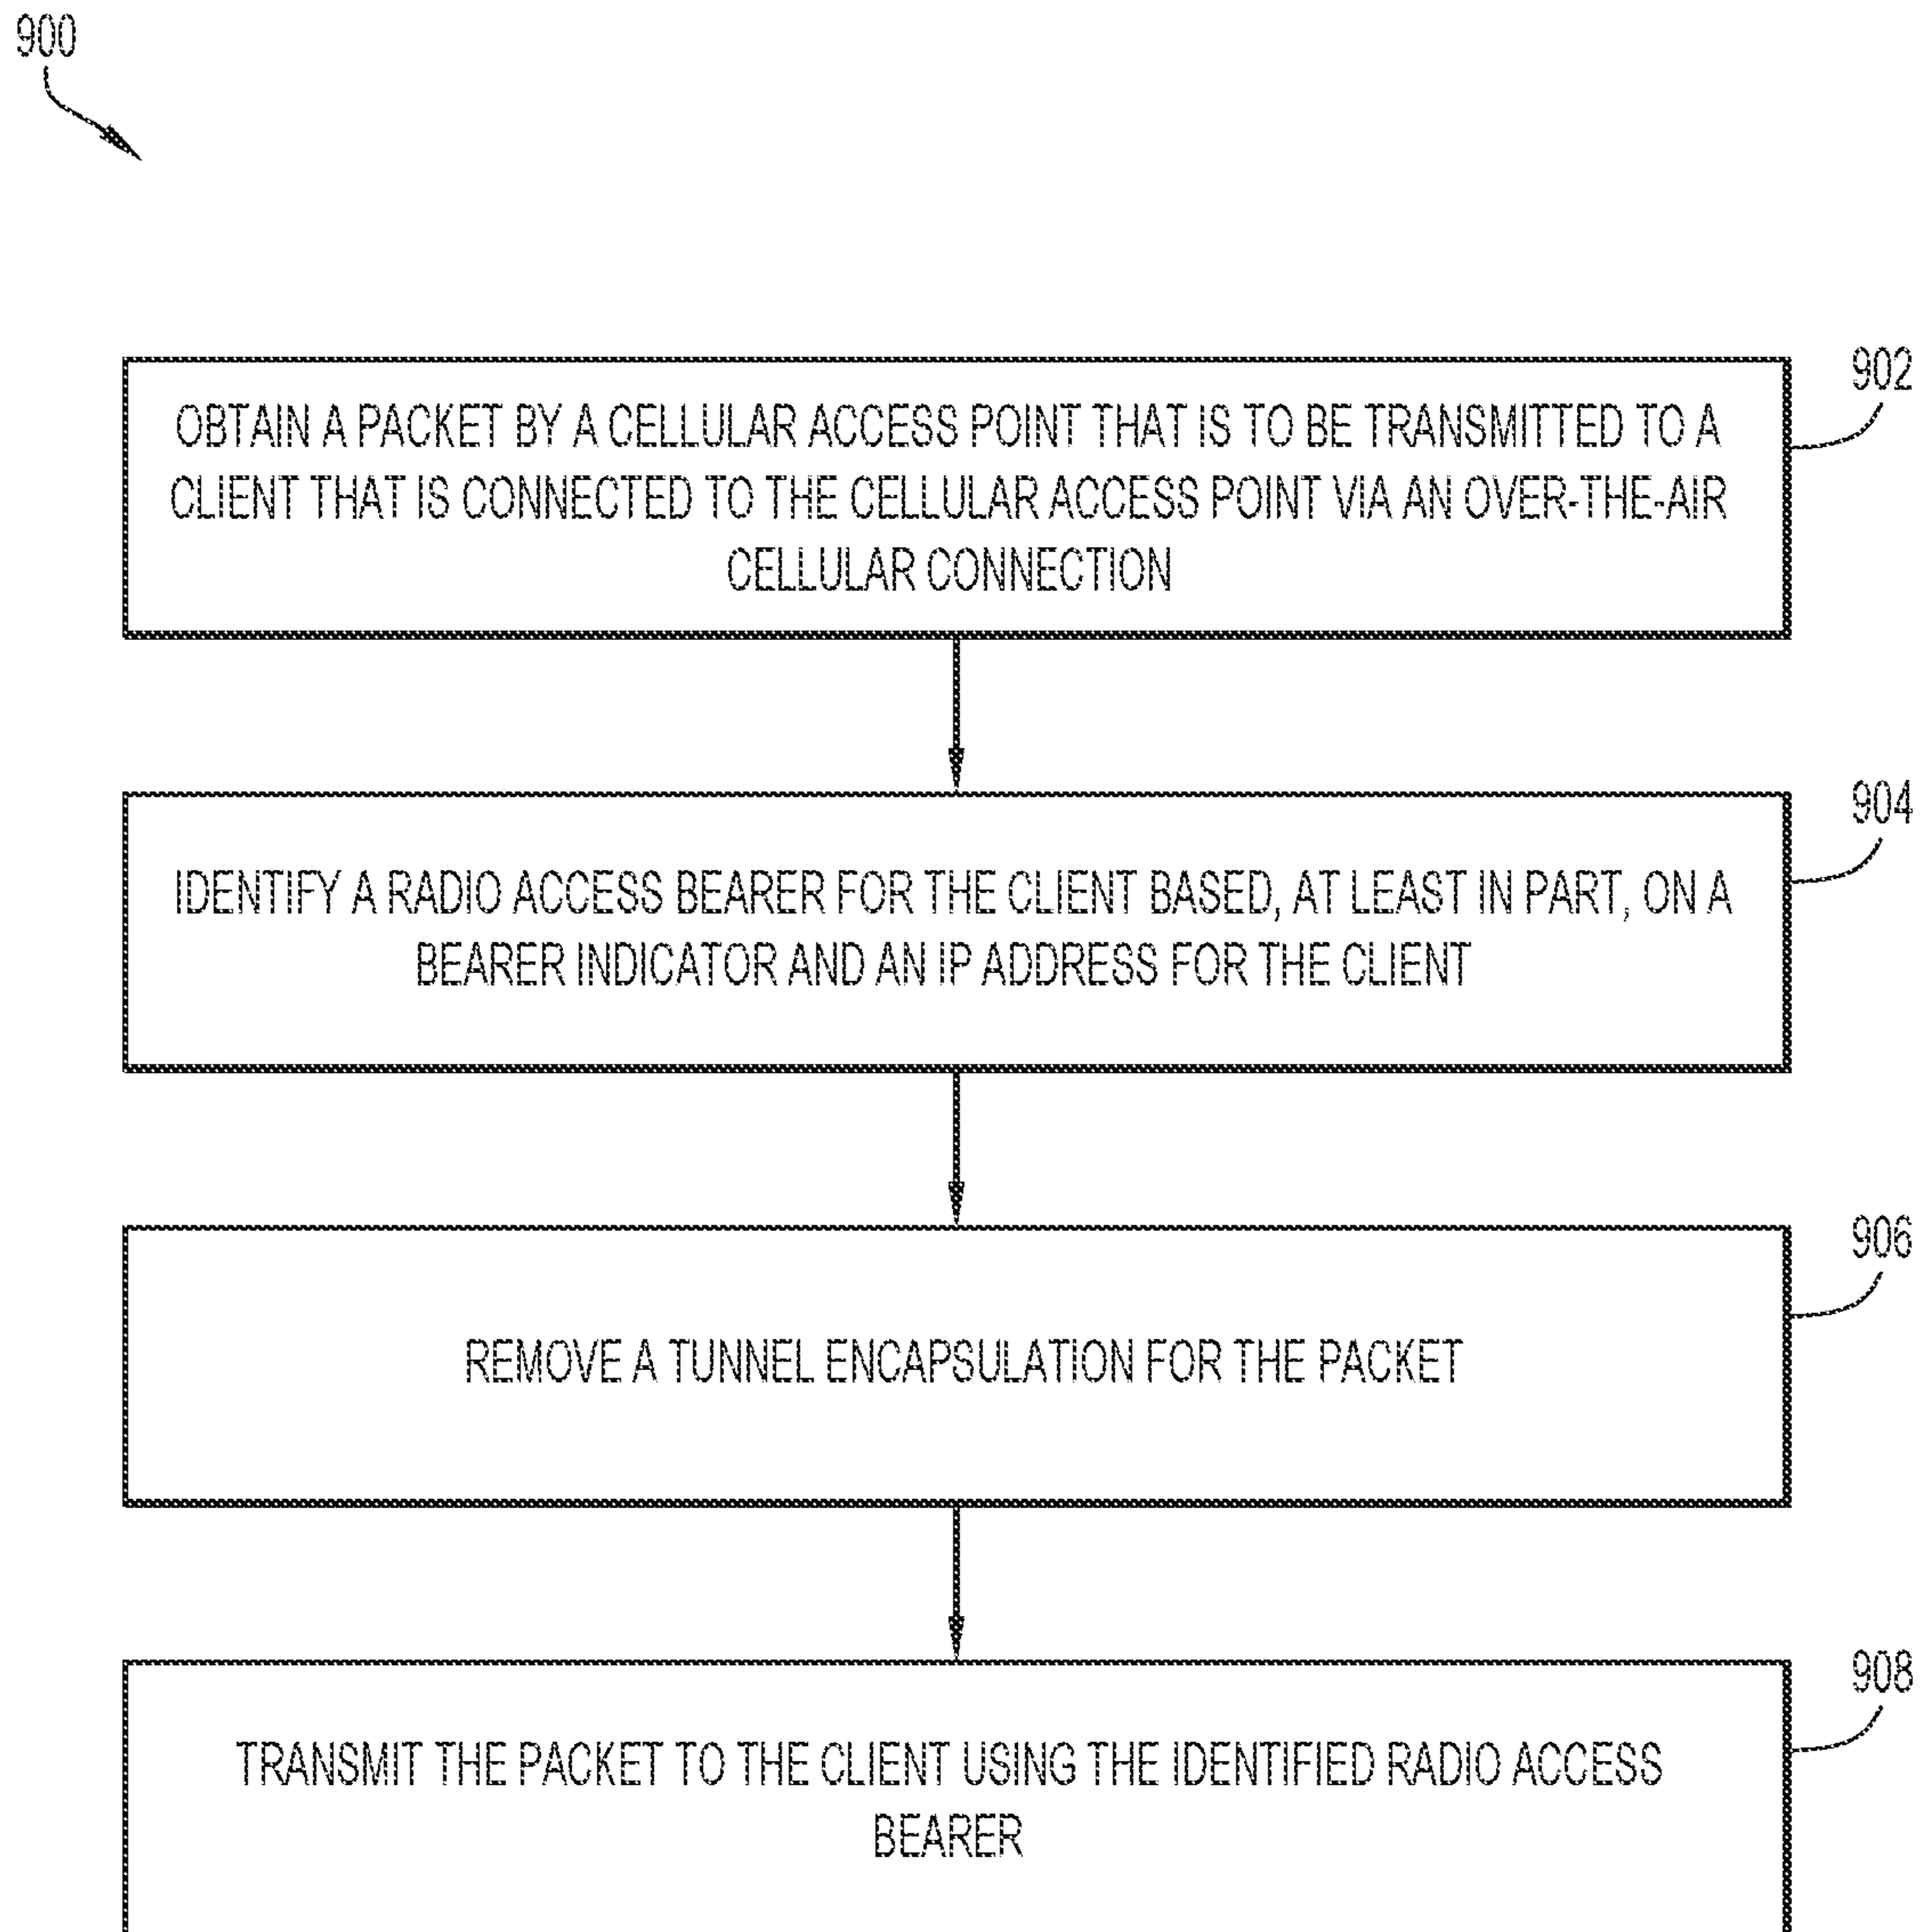 900
902
OBTAIN A PACKET BY A CELLULAR ACCESS POINT THAT IS TO BE TRANSMITTED TO A
CLIENT THAT IS CONNECTED TO THE CELLULAR ACCESS POINT VIA AN OVER-THE-AIR
CELLULAR CONNECTION
904
IDENTIFY A RADIO ACCESS BEARER FOR THE CLIENT BASED, AT LEAST IN PART, ON A
BEARER INDICATOR AND AN IP ADDRESS FOR THE CLIENT
906
REMOVE A TUNNEL ENCAPSULATION FOR THE PACKET
908
TRANSMIT THE PACKET TO THE CLIENT USING THE IDENTIFIED RADIO ACCESS
BEARER